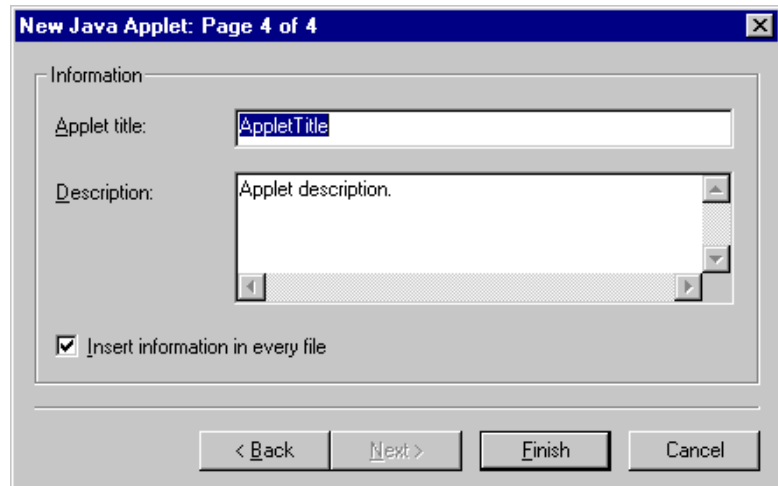 New Java Applet: Page 4 of 4
Information
Applet title:
AppletTitle
Description:
Applet description.
Insert information in every file
< Back
Next >
Finish
Cancel